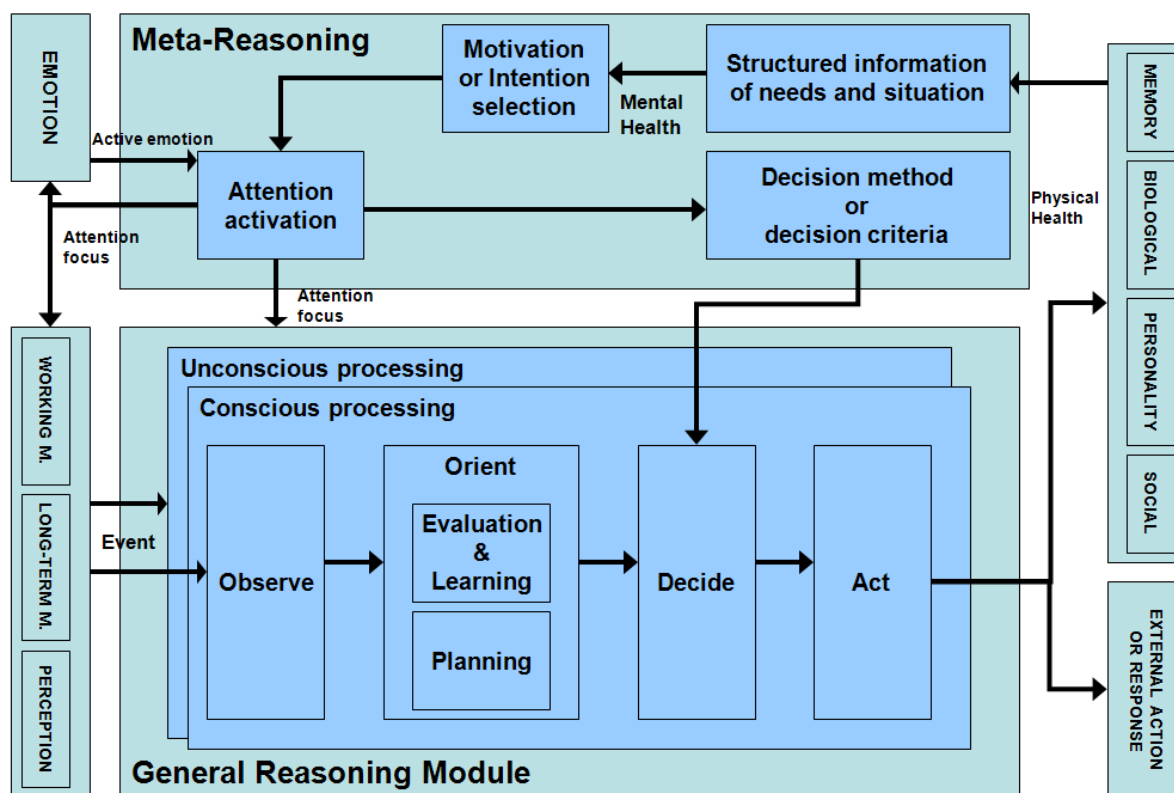 EMOTION
Meta-Reasoning
Motivation
or Intention
selection
Structured information
of needs and situation
Mental
Health
Active emotion
Attention
activation
Decision method
or
decision criteria
Attention
focus
Attention
focus
Physical
Health
MEMORY
BIOLOGICAL
PERSONALITY
SOCIAL
WORKING M.
LONG-TERM M.
PERCEPTION
Event
Unconscious processing
Conscious processing
Observe
Orient
Evaluation
&
Learning
Planning
Decide
Act
General Reasoning Module
EXTERNAL ACTION
OR RESPONSE